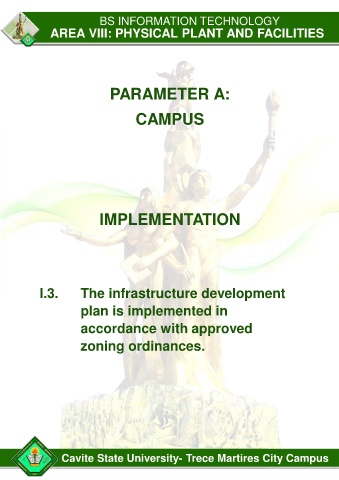 BS INFORMATION TECHNOLOGY
AREA VIII: PHYSICAL PLANT AND FACILITIES
PARAMETER A:
CAMPUS
IMPLEMENTATION
I.3. The infrastructure development
plan is implemented in
accordance with approved
zoning ordinances.
Cavite State University- Trece Martires City Campus